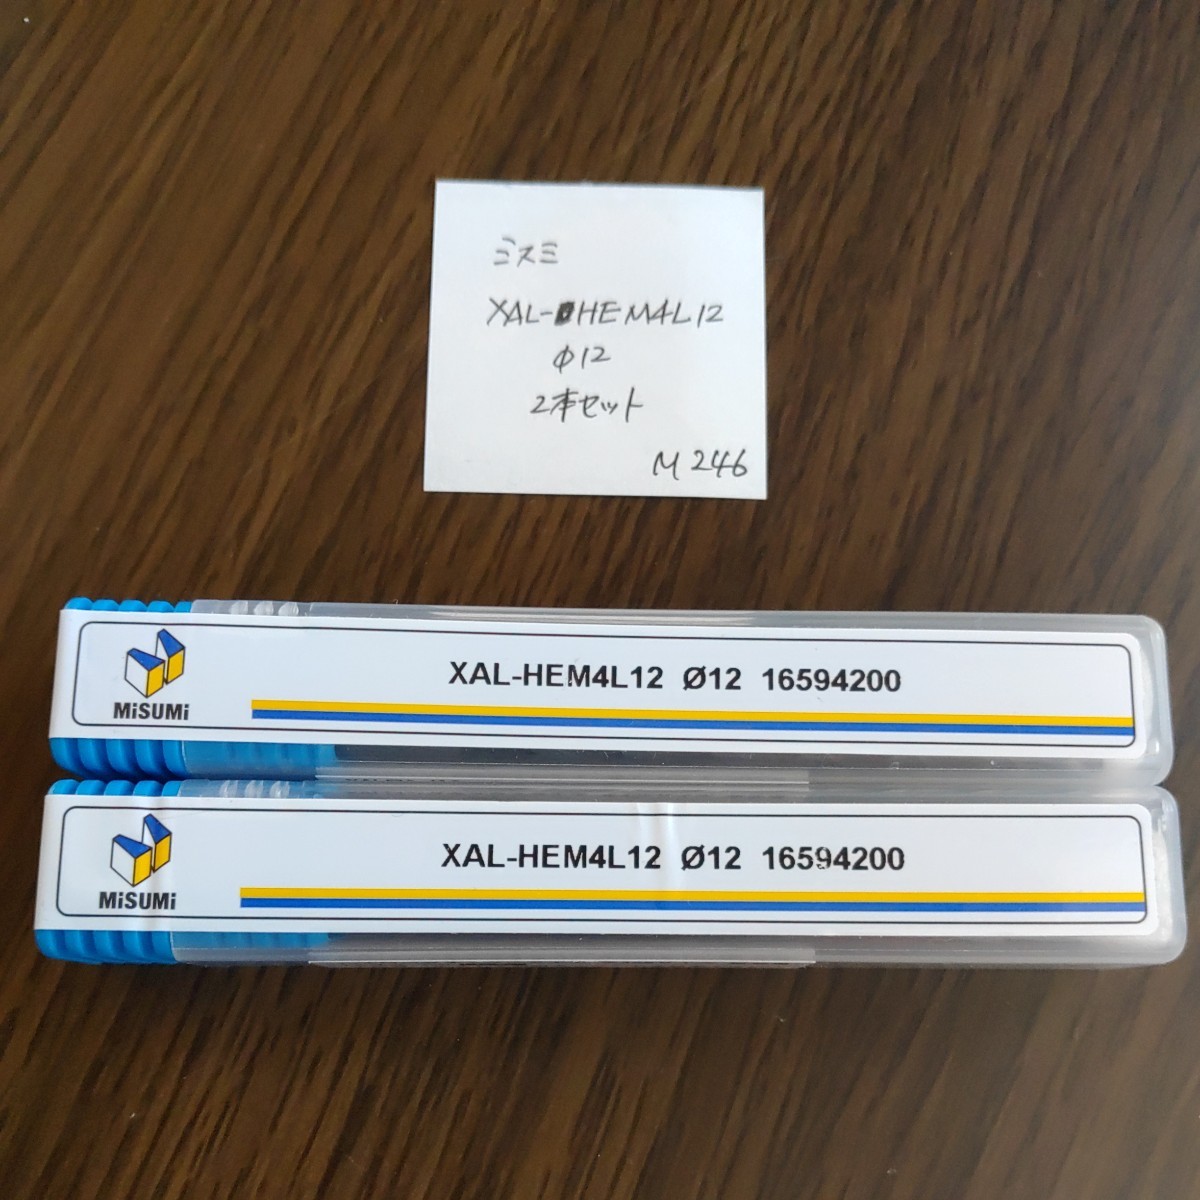 ミスミ
XAL-HEM4L12
φ12
2本セット
M246
XAL-HEM4L12 Ø12 16594200
MiSUMi
XAL-HEM4L12 Ø12 16594200
MiSUMi